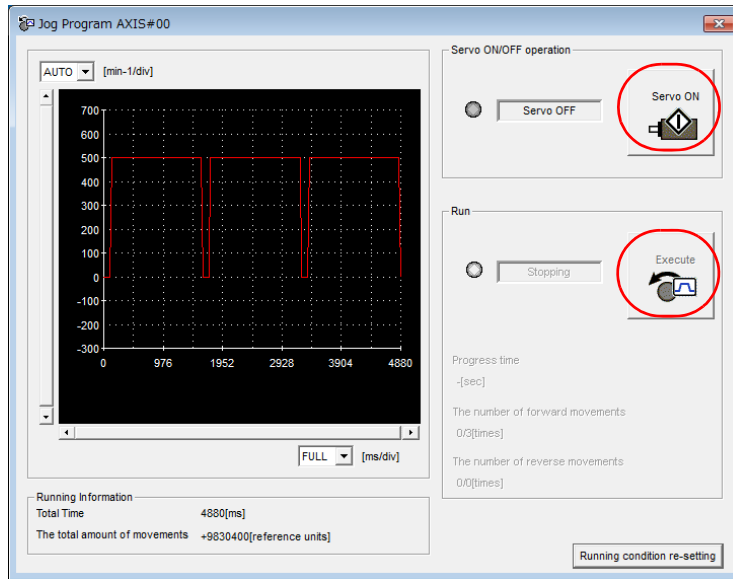 Jog Program AXIS#00
AUTO [min-1/div]
700
600
500
400
300
200
100
0
-100
-200
-300
0 976 1952 2928 3904 4880
FULL [ms/div]
Running Information
Total Time 4880[ms]
The total amount of movements +9830400[reference units]
Servo ON/OFF operation
Servo OFF
Servo ON
Run
Stopping
Execute
Progress time
-[sec]
The number of forward movements
0/3[times]
The number of reverse movements
0/0[times]
Running condition re-setting